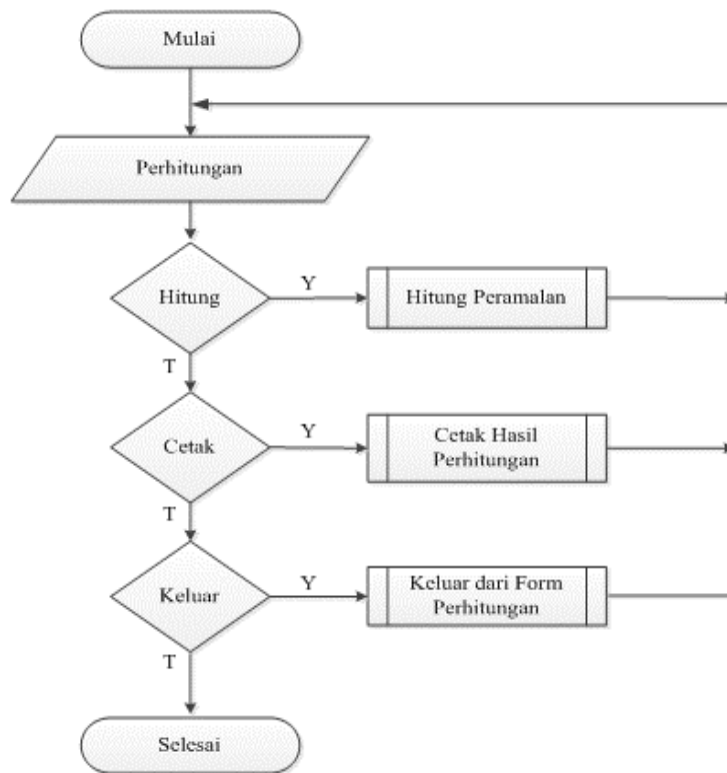 Mulai
Perhitungan
Hitung
Y
Hitung Peramalan
T
Cetak
Y
Cetak Hasil
Perhitungan
T
Keluar
Y
Keluar dari Form
Perhitungan
T
Selesai